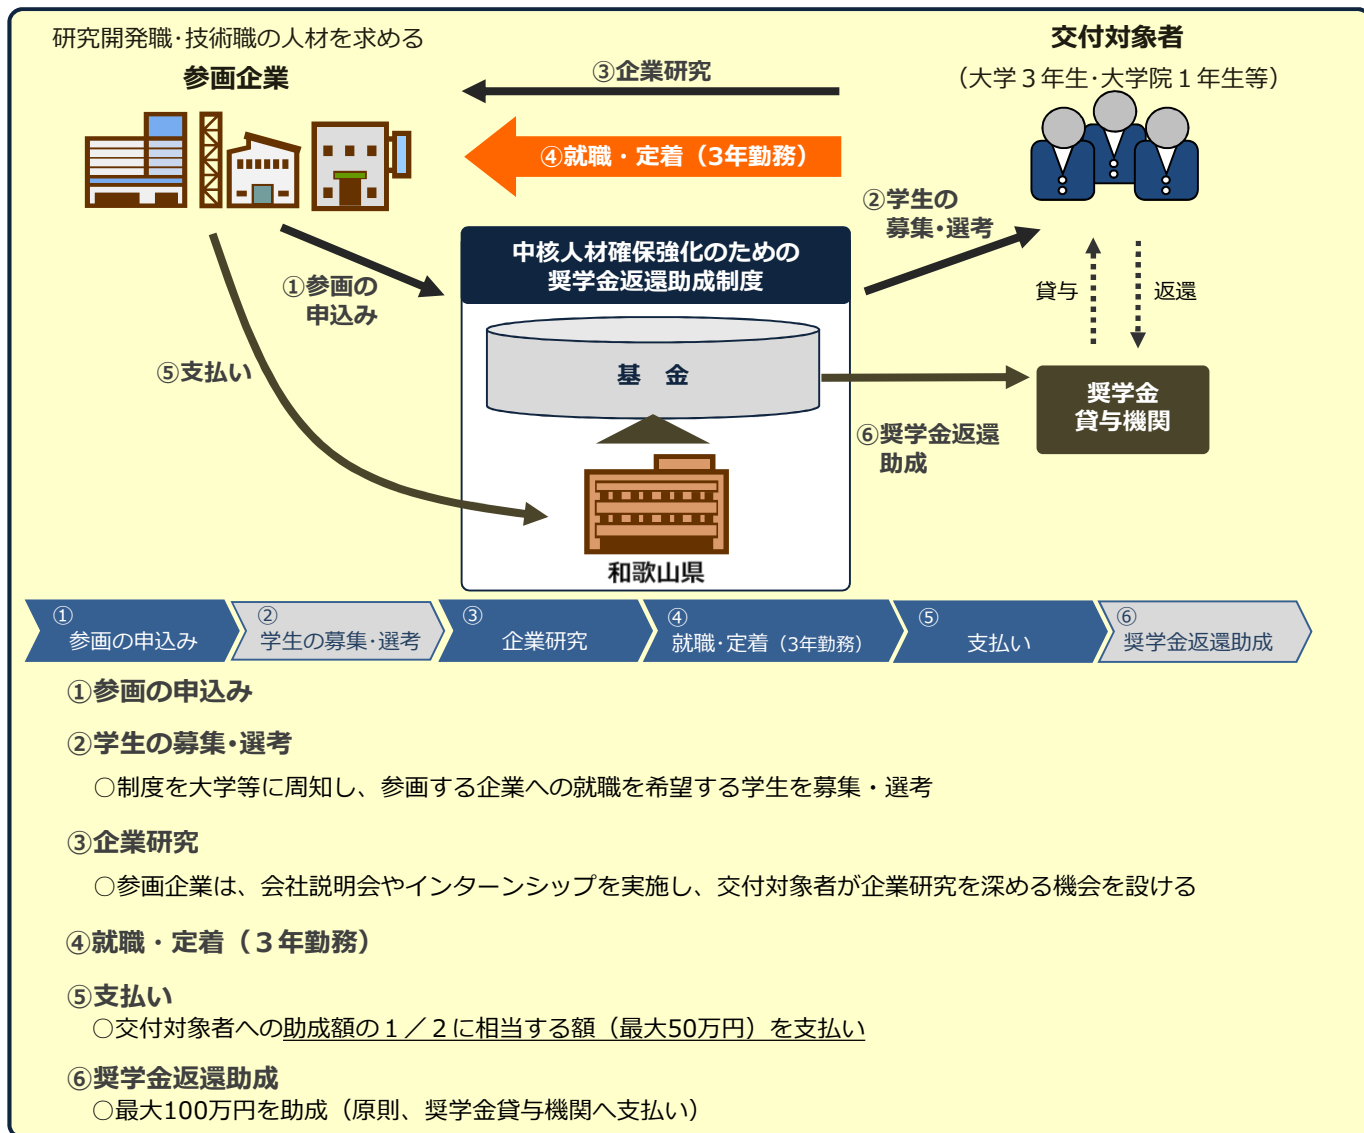 研究開発職･技術職の人材を求める
参画企業
交付対象者
（大学３年生･大学院１年生等）
③企業研究
④就職・定着（3年勤務）
②学生の
募集･選考
①参画の
申込み
中核人材確保強化のための
奨学金返還助成制度
貸与
返還
⑤支払い
基　金
奨学金
貸与機関
⑥奨学金返還
助成
和歌山県
①
参画の申込み
②
学生の募集･選考
③
企業研究
④
就職･定着（3年勤務）
⑤
支払い
⑥
奨学金返還助成
①参画の申込み
②学生の募集･選考
○制度を大学等に周知し、参画する企業への就職を希望する学生を募集・選考
③企業研究
○参画企業は、会社説明会やインターンシップを実施し、交付対象者が企業研究を深める機会を設ける
④就職・定着（３年勤務）
⑤支払い
○交付対象者への助成額の１／２に相当する額（最大50万円）を支払い
⑥奨学金返還助成
○最大100万円を助成（原則、奨学金貸与機関へ支払い）